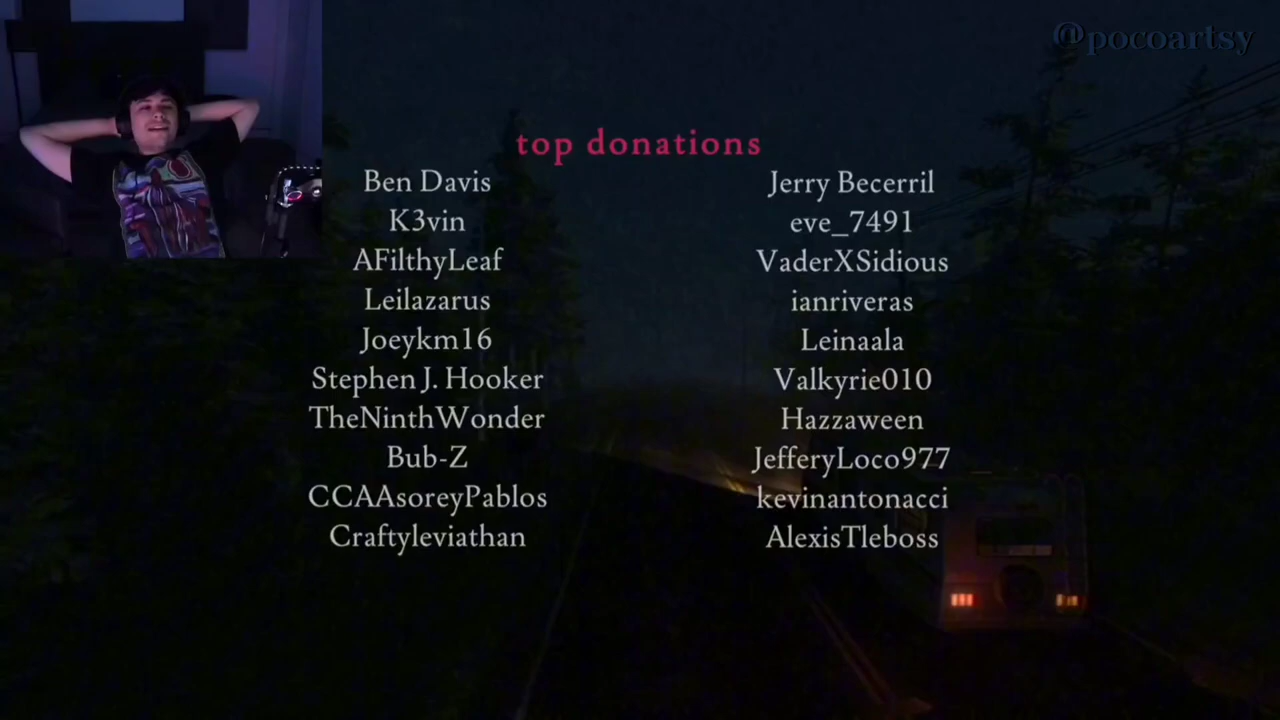 @pocoartsy
top donations
Ben Davis
K3vin
AFilthyLeaf
Leilazarus
Joeykm16
Stephen J. Hooker
TheNinthWonder
Bub-Z
CCAAsoreyPablos
Craftyleviathan
Jerry Becerril
eve_7491
VaderXSidious
ianriveras
Leinaala
Valkyrie010
Hazzaween
JefferyLoco977
kevinantonacci
AlexisTleboss